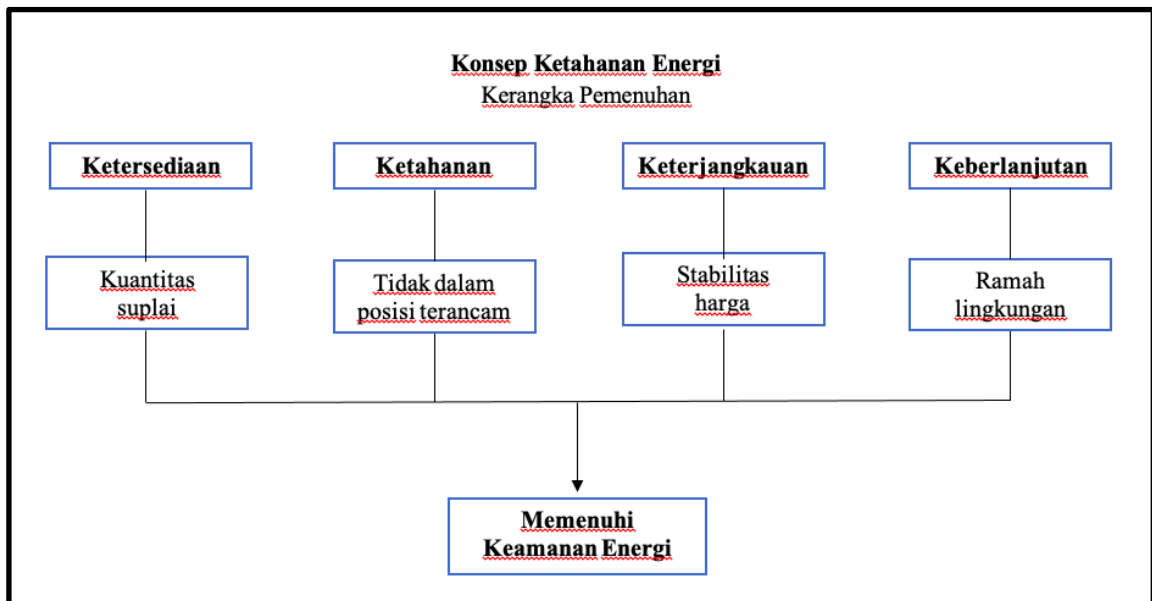 Konsep Ketahanan Energi
Kerangka Pemenuhan
Ketersediaan
Ketahanan
Keterjangkauan
Keberlanjutan
Kuantitas
suplai
Tidak dalam
posisi terancam
Stabilitas
harga
Ramah
lingkungan
Memenuhi
Keamanan Energi